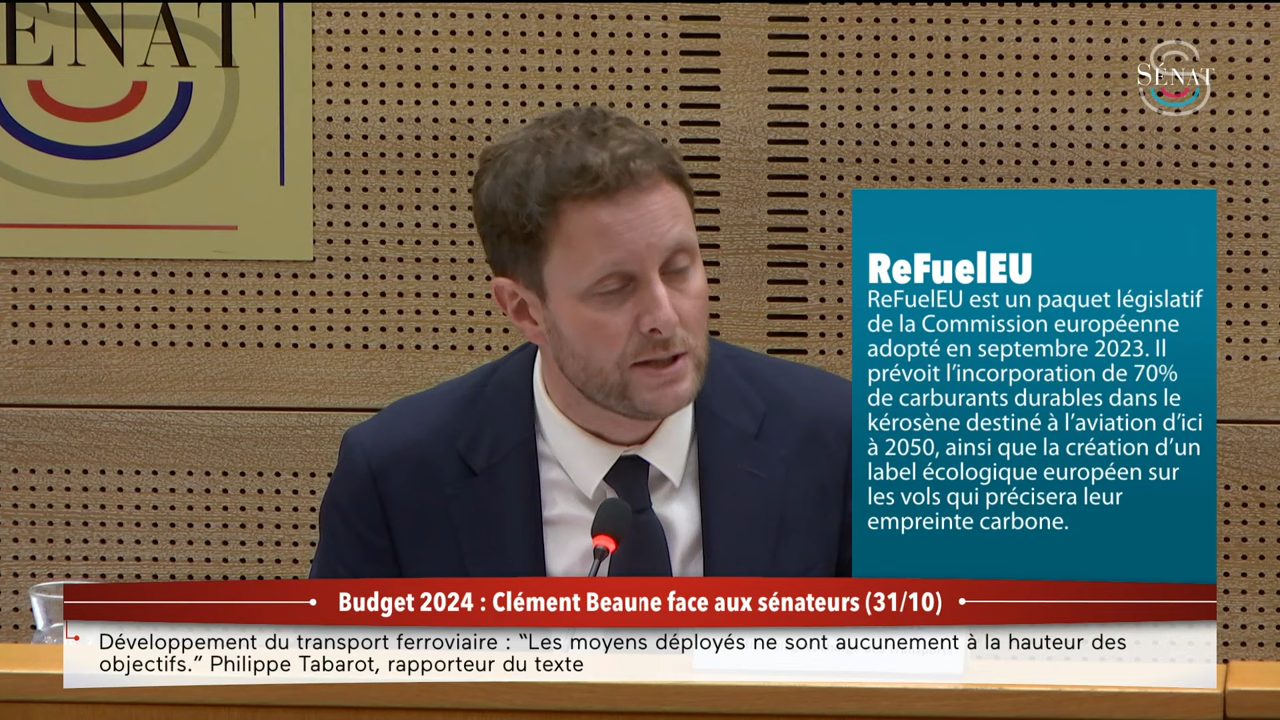 SÉNAT
ReFuelEU
ReFuelEU est un paquet législatif
de la Commission européenne
adopté en septembre 2023. Il
prévoit l’incorporation de 70%
de carburants durables dans le
kérosène destiné à l’aviation d’ici
à 2050, ainsi que la création d’un
label écologique européen sur
les vols qui précisera leur
empreinte carbone.
Budget 2024 : Clément Beaune face aux sénateurs (31/10)
Développement du transport ferroviaire : “Les moyens déployés ne sont aucunement à la hauteur des
objectifs.” Philippe Tabarot, rapporteur du texte